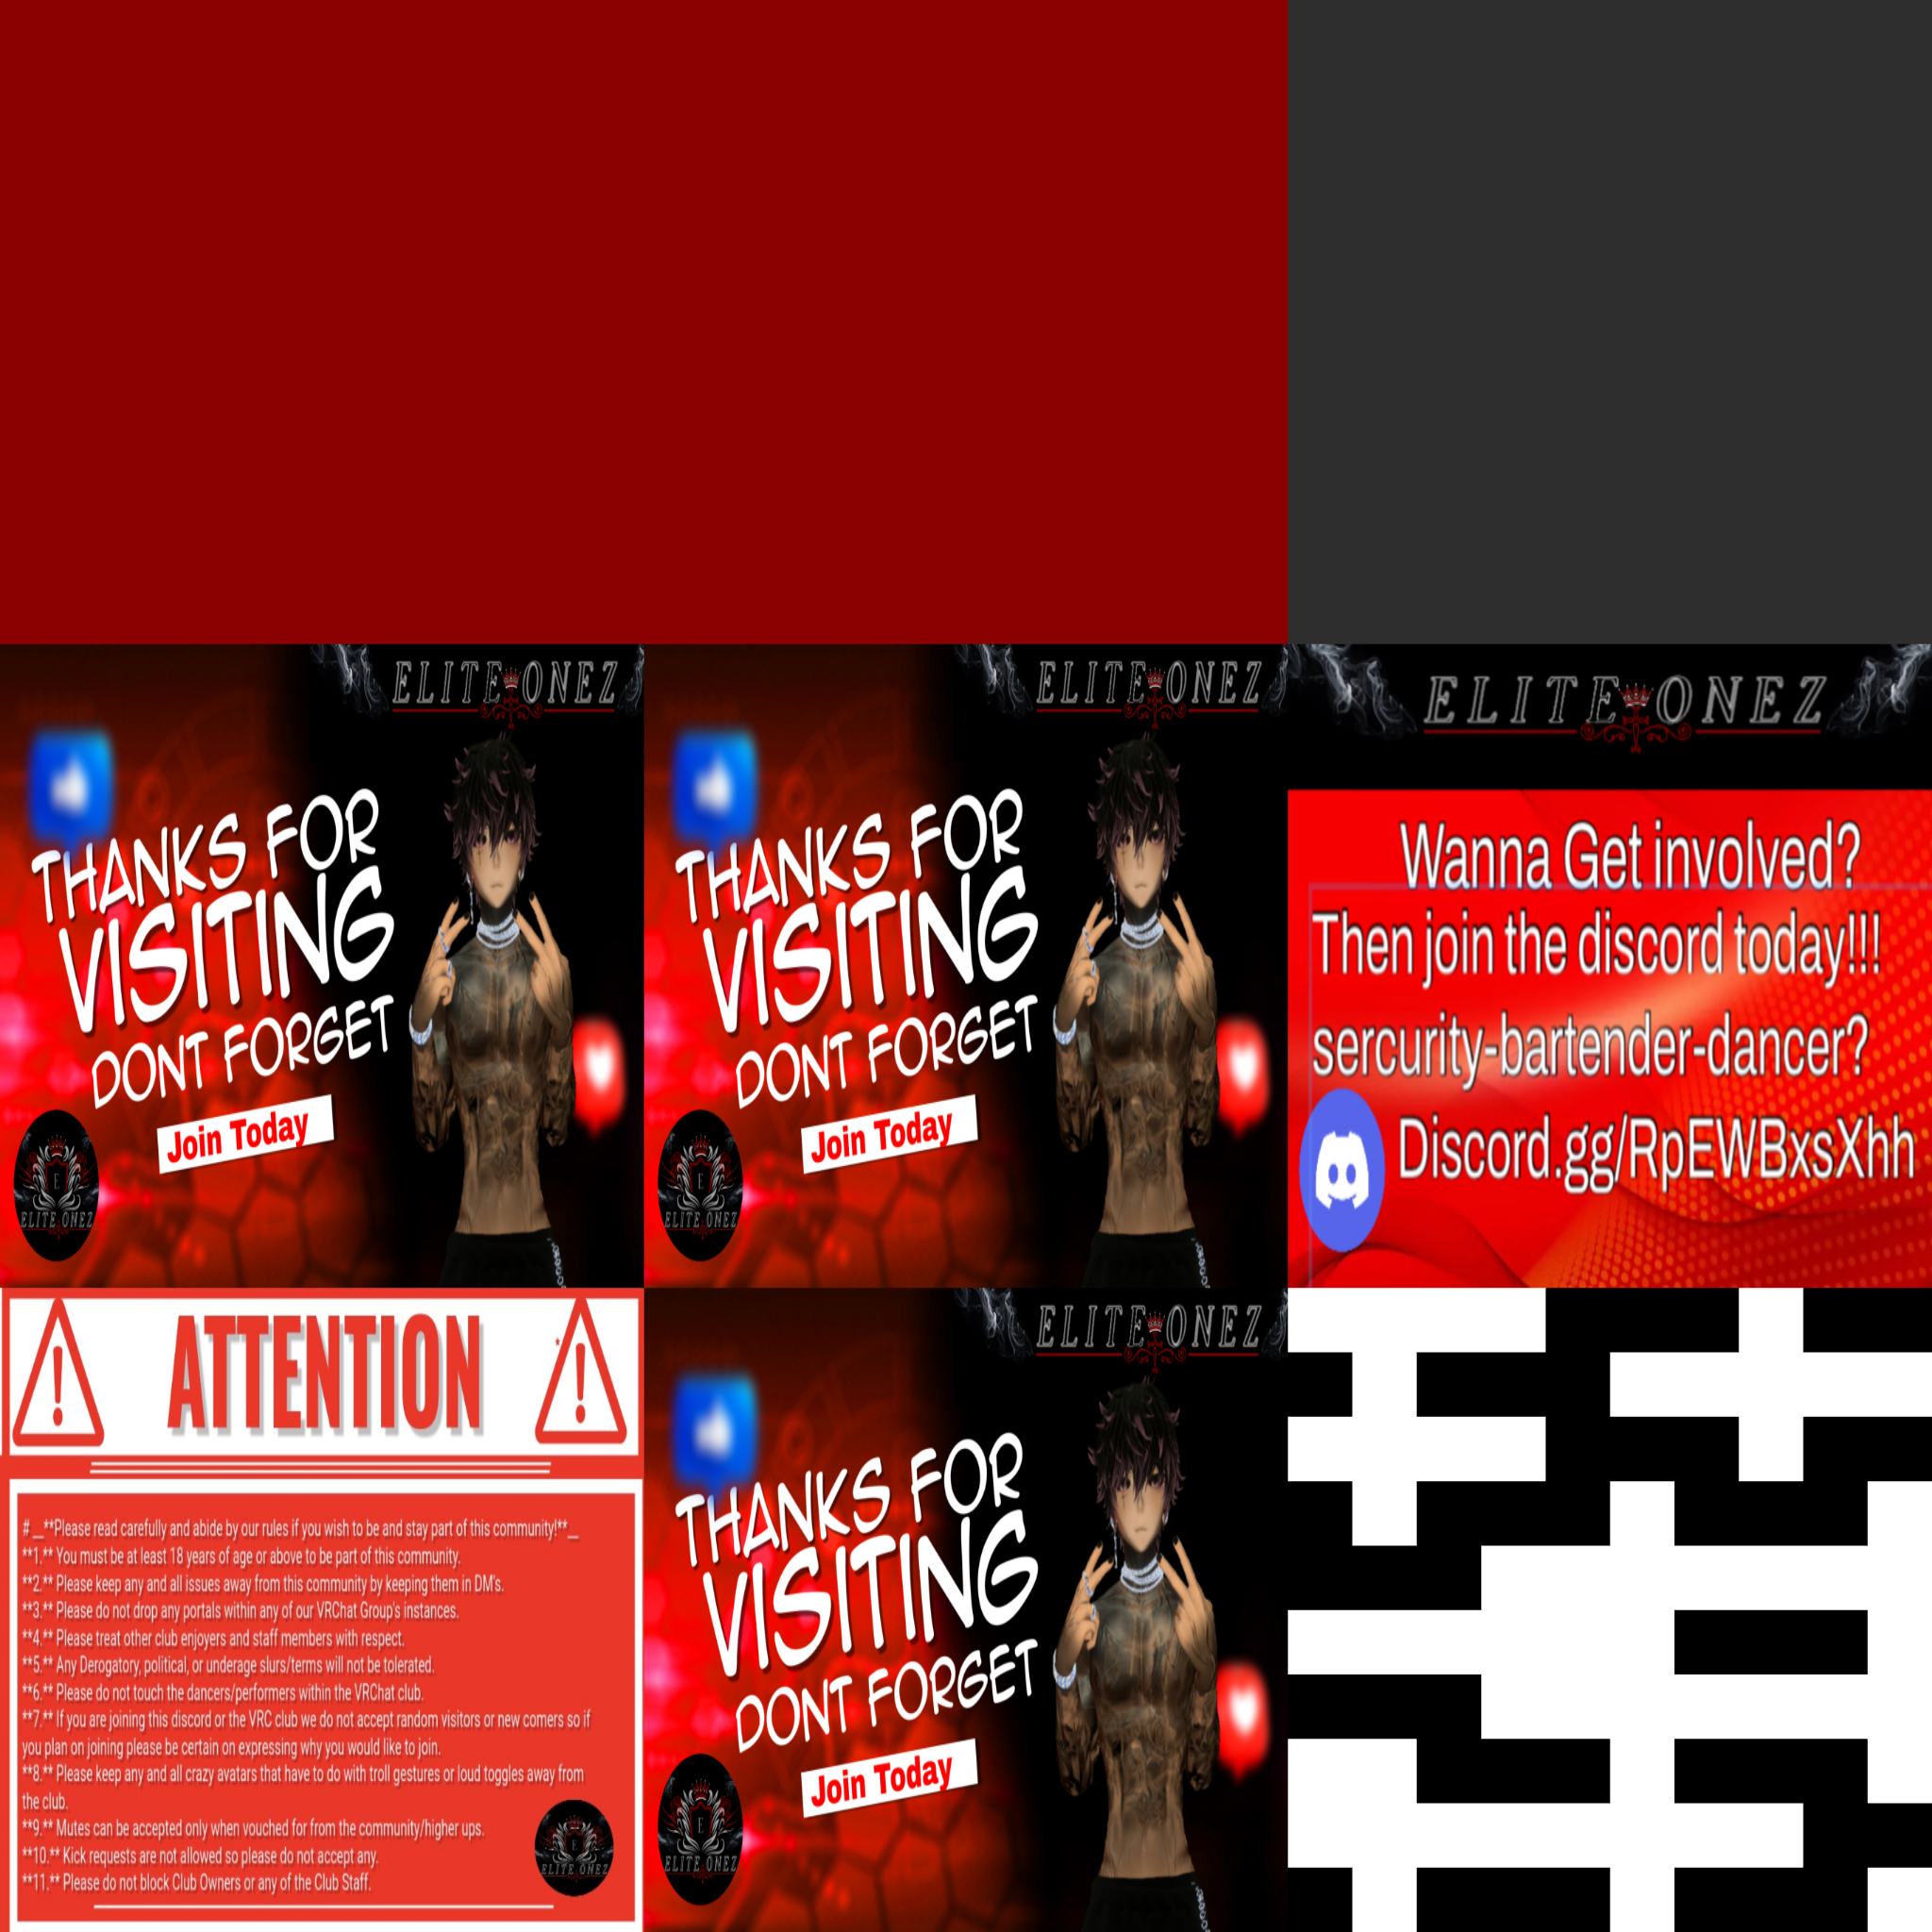 ELITE ONEZ
THANKS FOR
VISITING
DONT FORGET
Join Today
E
ELITE ONEZ
ELITE ONEZ
THANKS FOR
VISITING
DONT FORGET
Join Today
E
ELITE ONEZ
ELITE ONEZ
Wanna Get involved?
Then join the discord today!!!
sercurity-bartender-dancer?
Discord.gg/RpEWBxsXhh
ATTENTION
# __**Please read carefully and abide by our rules if you wish to be and stay part of this community!**__
**1.** You must be at least 18 years of age or above to be part of this community.
**2.** Please keep any and all issues away from this community by keeping them in DM's.
**3.** Please do not drop any portals within any of our VRChat Group's instances.
**4.** Please treat other club enjoyers and staff members with respect.
**5.** Any Derogatory, political, or underage slurs/terms will not be tolerated.
**6.** Please do not touch the dancers/performers within the VRChat club.
**7.** If you are joining this discord or the VRC club we do not accept random visitors or new comers so if
you plan on joining please be certain on expressing why you would like to join.
**8.** Please keep any and all crazy avatars that have to do with troll gestures or loud toggles away from
the club.
**9.** Mutes can be accepted only when vouched for from the community/higher ups.
**10.** Kick requests are not allowed so please do not accept any.
**11.** Please do not block Club Owners or any of the Club Staff.
E
ELITE ONEZ
ELITE ONEZ
THANKS FOR
VISITING
DONT FORGET
Join Today
E
ELITE ONEZ